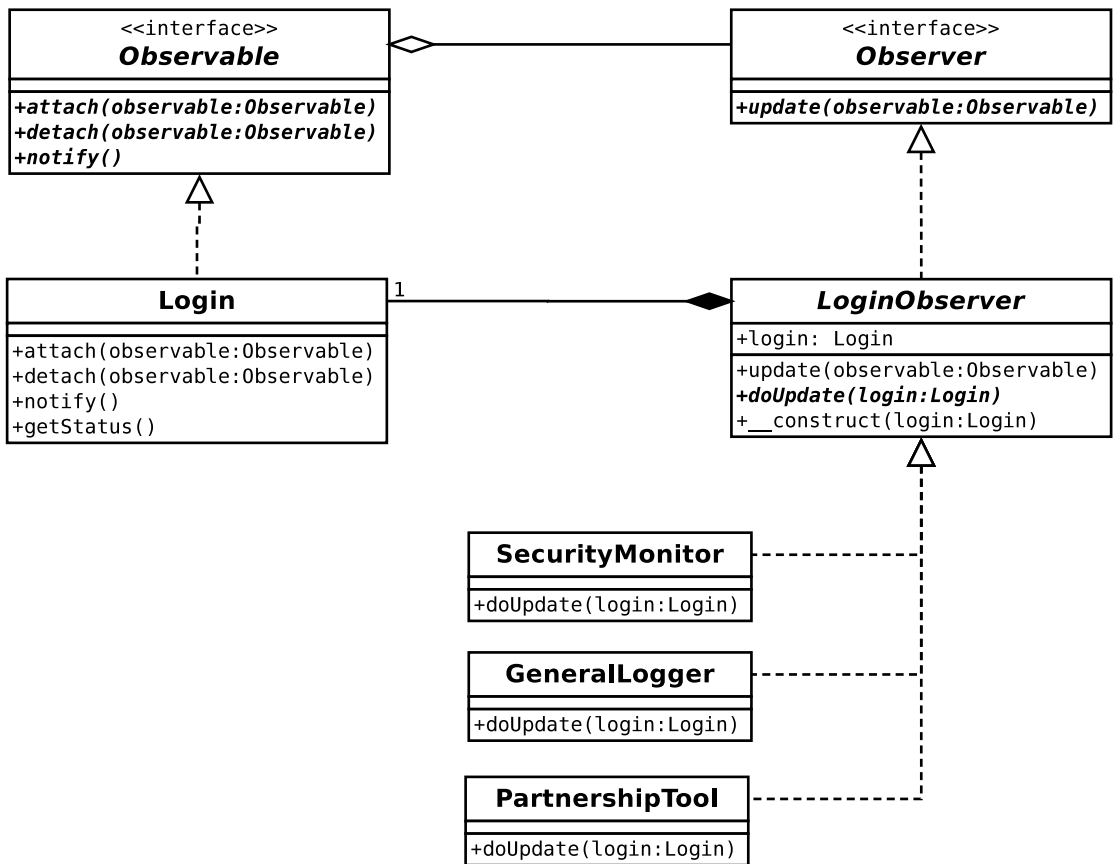 <<interface>>
Observable
+attach(observable:Observable)
+detach(observable:Observable)
+notify()
<<interface>>
Observer
+update(observable:Observable)
Login
+attach(observable:Observable)
+detach(observable:Observable)
+notify()
+getStatus()
1
LoginObserver
+login: Login
+update(observable:Observable)
+doUpdate(login:Login)
+__construct(login:Login)
SecurityMonitor
+doUpdate(login:Login)
GeneralLogger
+doUpdate(login:Login)
PartnershipTool
+doUpdate(login:Login)